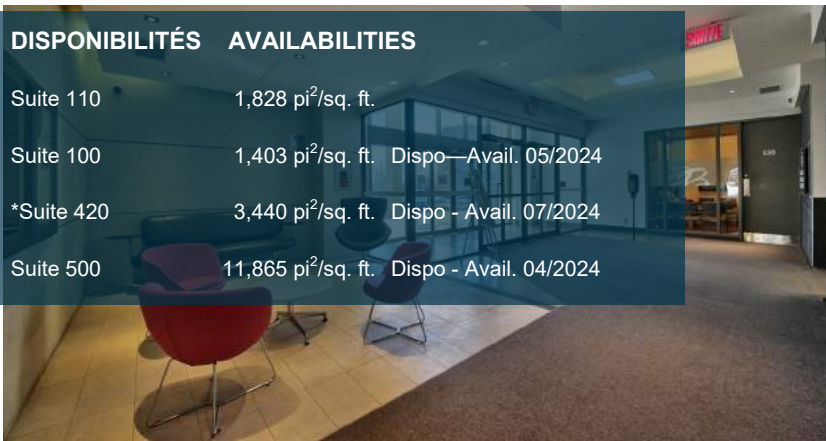 DISPONIBILITÉS AVAILABILITIES
SORTIE
Suite 110 1,828 pi²/sq. ft.
Suite 100 1,403 pi²/sq. ft. Dispo—Avail. 05/2024
*Suite 420 3,440 pi²/sq. ft. Dispo - Avail. 07/2024
Suite 500 11,865 pi²/sq. ft. Dispo - Avail. 04/2024